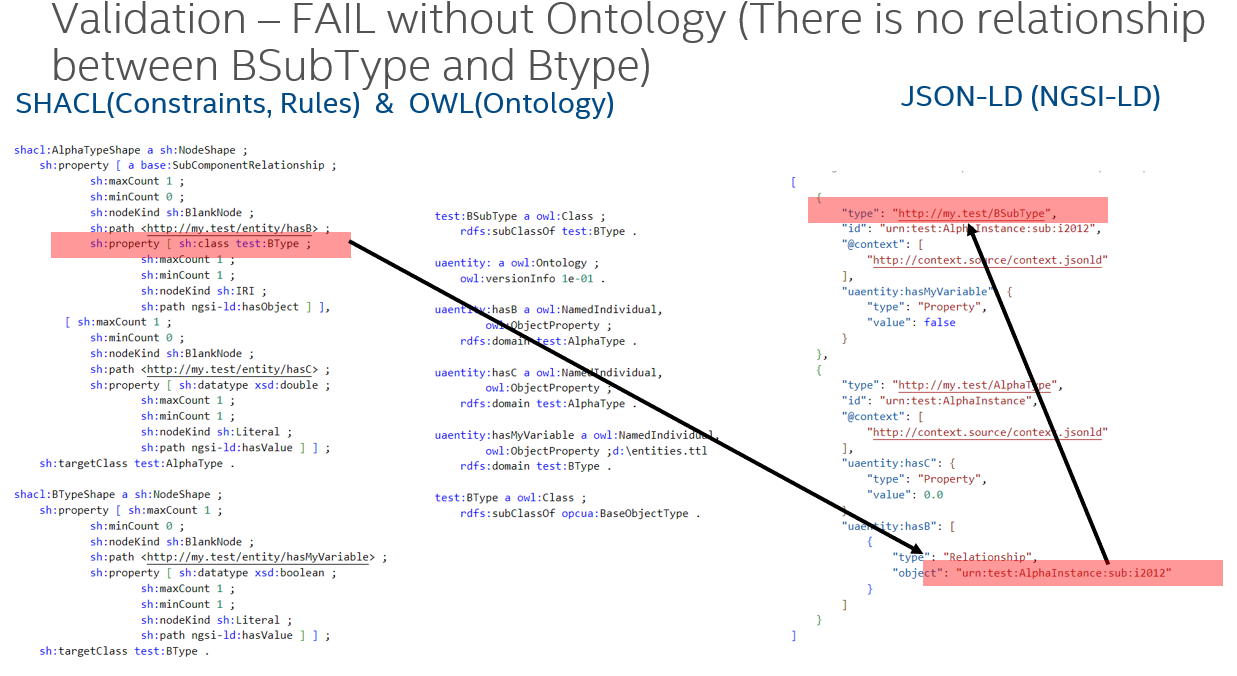 Validation – FAIL without Ontology (There is no relationship
between BSubType and Btype)
SHACL(Constraints, Rules)  &  OWL(Ontology)
JSON-LD (NGSI-LD)
shacl:AlphaTypeShape a sh:NodeShape ;
    sh:property [ a base:SubComponentRelationship ;
            sh:maxCount 1 ;
            sh:minCount 0 ;
            sh:nodeKind sh:BlankNode ;
            sh:path <http://my.test/entity/hasB> ;
            sh:property [ sh:class test:BType ;
                    sh:maxCount 1 ;
                    sh:minCount 1 ;
                    sh:nodeKind sh:IRI ;
                    sh:path ngsi-ld:hasObject ] ],
        [ sh:maxCount 1 ;
            sh:minCount 0 ;
            sh:nodeKind sh:BlankNode ;
            sh:path <http://my.test/entity/hasC> ;
            sh:property [ sh:datatype xsd:double ;
                    sh:maxCount 1 ;
                    sh:minCount 1 ;
                    sh:nodeKind sh:Literal ;
                    sh:path ngsi-ld:hasValue ] ] ;
    sh:targetClass test:AlphaType .
shacl:BTypeShape a sh:NodeShape ;
    sh:property [ sh:maxCount 1 ;
            sh:minCount 0 ;
            sh:nodeKind sh:BlankNode ;
            sh:path <http://my.test/entity/hasMyVariable> ;
            sh:property [ sh:datatype xsd:boolean ;
                    sh:maxCount 1 ;
                    sh:minCount 1 ;
                    sh:nodeKind sh:Literal ;
                    sh:path ngsi-ld:hasValue ] ] ;
    sh:targetClass test:BType .
test:BSubType a owl:Class ;
    rdfs:subClassOf test:BType .
uaentity: a owl:Ontology ;
    owl:versionInfo 1e-01 .
uaentity:hasB a owl:NamedIndividual,
        owl:ObjectProperty ;
    rdfs:domain test:AlphaType .
uaentity:hasC a owl:NamedIndividual,
        owl:ObjectProperty ;
    rdfs:domain test:AlphaType .
uaentity:hasMyVariable a owl:NamedIndividual,
        owl:ObjectProperty ;d:\entities.ttl
    rdfs:domain test:BType .
test:BType a owl:Class ;
    rdfs:subClassOf opcua:BaseObjectType .
[
    {
        "type": "http://my.test/BSubType",
        "id": "urn:test:AlphaInstance:sub:i2012",
        "@context": [
            "http://context.source/context.jsonld"
        ],
        "uaentity:hasMyVariable": {
            "type": "Property",
            "value": false
        }
    },
    {
        "type": "http://my.test/AlphaType",
        "id": "urn:test:AlphaInstance",
        "@context": [
            "http://context.source/context.jsonld"
        ],
        "uaentity:hasC": {
            "type": "Property",
            "value": 0.0
        },
        "uaentity:hasB": [
            {
                "type": "Relationship",
                "object": "urn:test:AlphaInstance:sub:i2012"
            }
        ]
    }
]